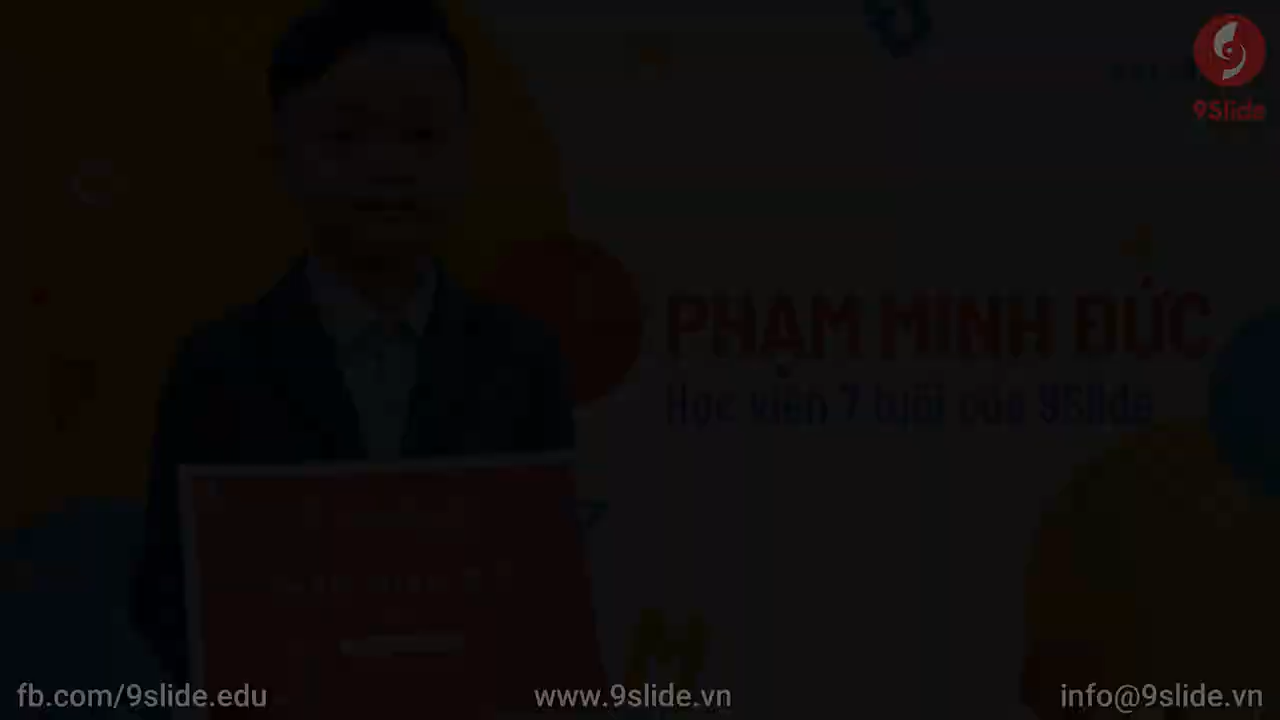 9Slide
PHẠM MINH ĐỨC
Học viên 7 tuổi của 9Slide
fb.com/9slide.edu
www.9slide.vn
info@9slide.vn